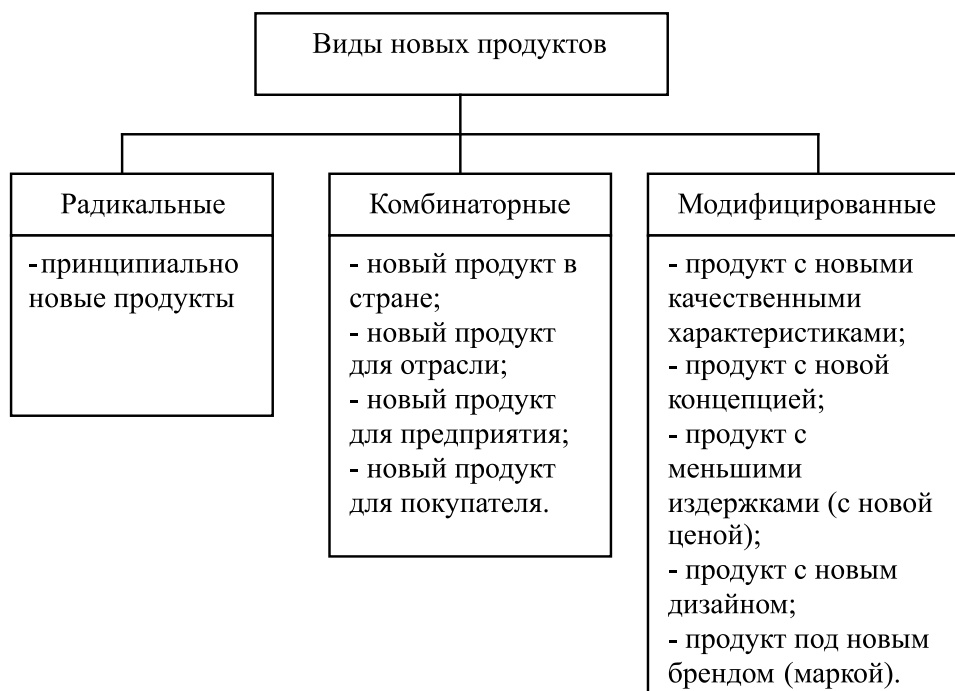 Виды новых продуктов
Радикальные
-принципиально
новые продукты
Комбинаторные
- новый продукт в
стране;
- новый продукт
для отрасли;
- новый продукт
для предприятия;
- новый продукт
для покупателя.
Модифицированные
- продукт с новыми
качественными
характеристиками;
- продукт с новой
концепцией;
- продукт с
меньшими
издержками (с новой
ценой);
- продукт с новым
дизайном;
- продукт под новым
брендом (маркой).